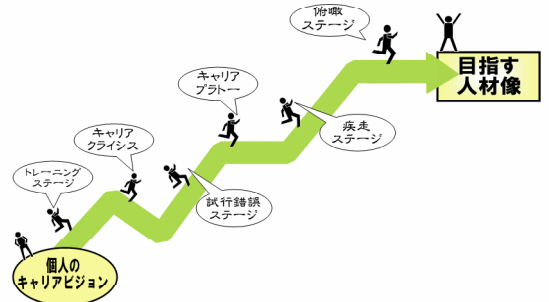 俯瞰
ステージ
目指す
人材像
キャリア
プラトー
疾走
ステージ
キャリア
クライシス
トレーニング
ステージ
試行錯誤
ステージ
個人の
キャリアビジョン